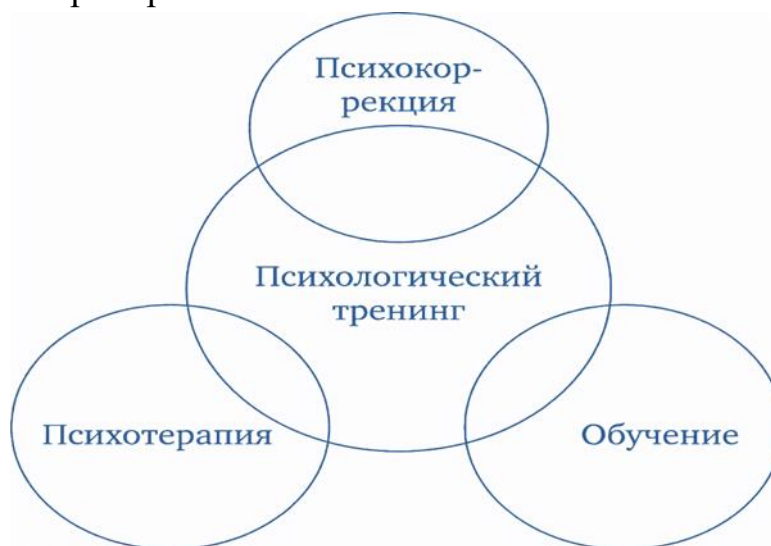 Психокор-
рекция
Психологический
тренинг
Психотерапия
Обучение